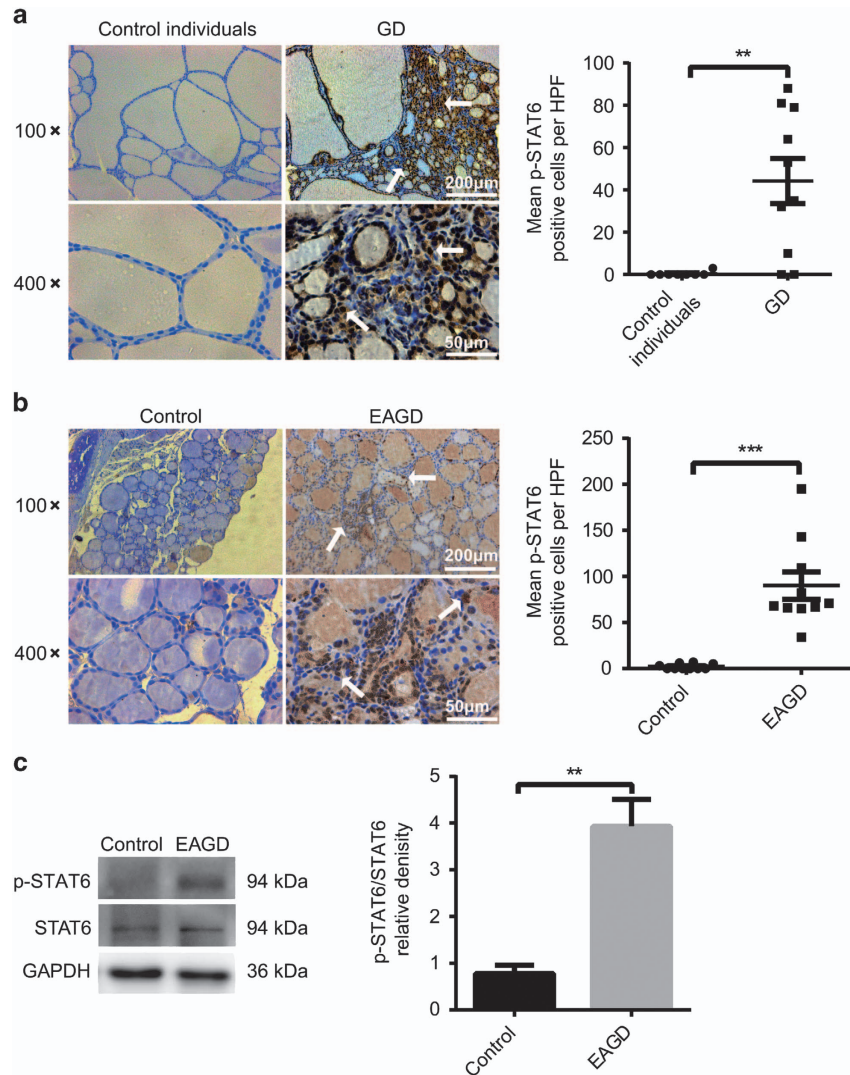 a
Control individuals
GD
100 ×
200μm
400 ×
50μm
Mean p-STAT6
positive cells per HPF
100
80
60
40
20
0
**
Control
individuals
GD
b
Control
EAGD
100 ×
200μm
400 ×
50μm
Mean p-STAT6
positive cells per HPF
250
200
150
100
50
0
***
Control
EAGD
c
Control EAGD
p-STAT6 94 kDa
STAT6 94 kDa
GAPDH 36 kDa
p-STAT6/STAT6
relative denisity
5
4
3
2
1
0
**
Control
EAGD